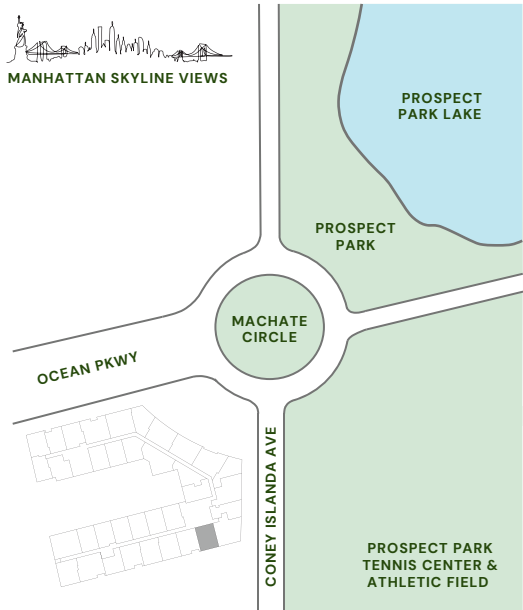 MANHATTAN SKYLINE VIEWS
PROSPECT
PARK LAKE
PROSPECT
PARK
MACHATE
CIRCLE
OCEAN PKWY
CONEY ISLANDA AVE
PROSPECT PARK
TENNIS CENTER &
ATHLETIC FIELD